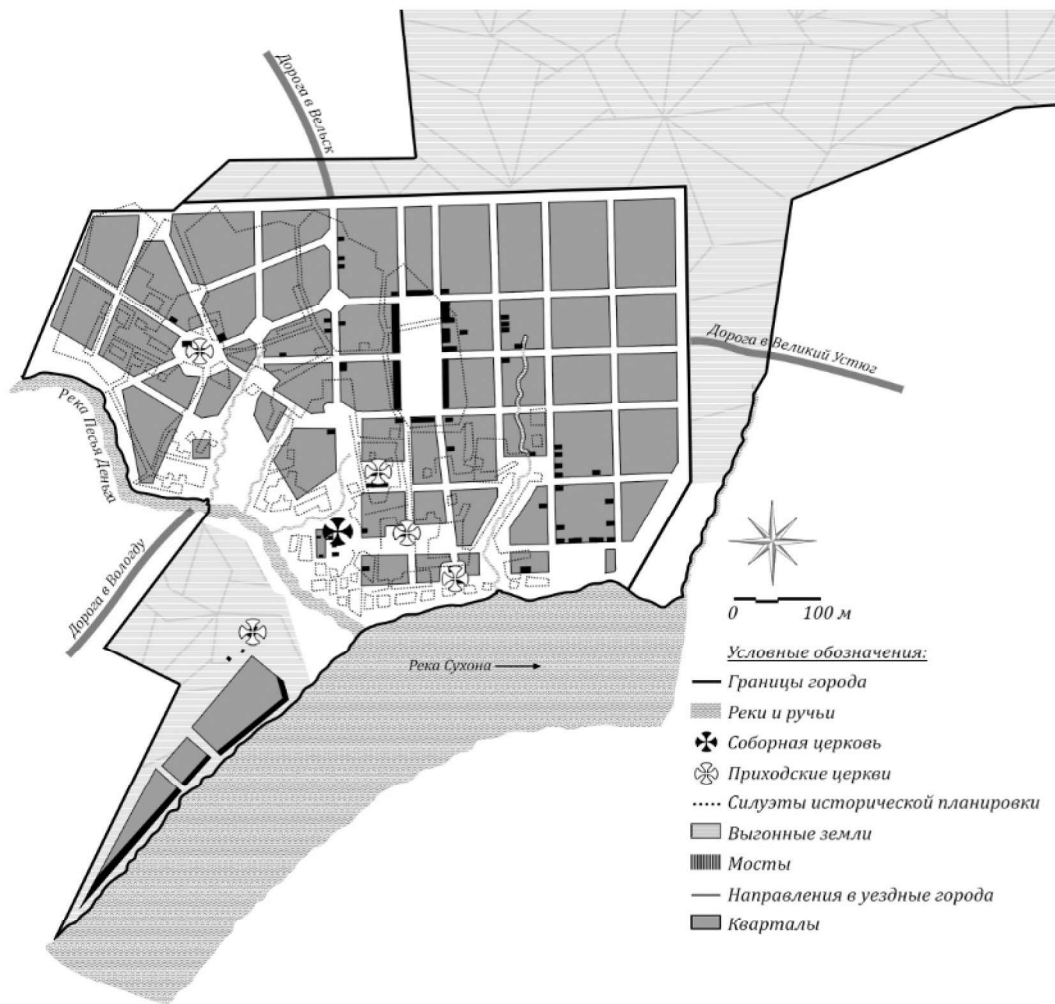 Дорога в Вельск
Дорога в Великий Устюг
Река Песья Деньга
Дорога в Вологду
Река Сухона
0 100 м
Условные обозначения:
Границы города
Реки и ручьи
Соборная церковь
Приходские церкви
Силуэты исторической планировки
Выгонные земли
Мосты
Направления в уездные города
Кварталы